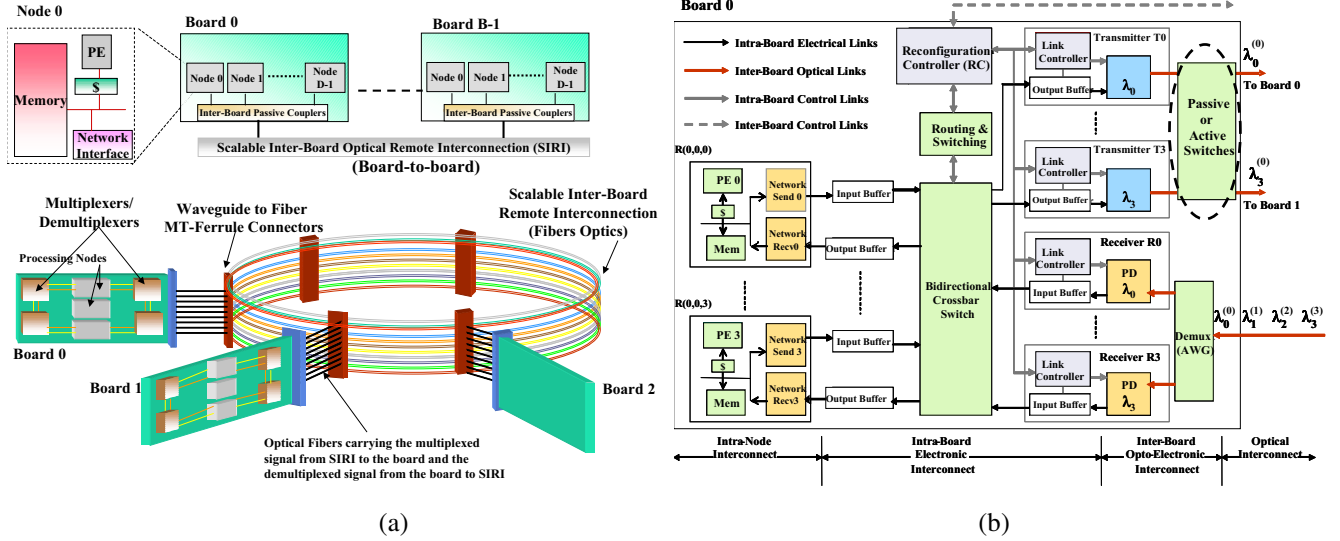 Node 0
PE
$
Memory
Network
Interface
Board 0
Node 0
Node 1
Node
D-1
Inter-Board Passive Couplers
Board B-1
Node 0
Node 1
Node
D-1
Inter-Board Passive Couplers
Scalable Inter-Board Optical Remote Interconnection (SIRI)
(Board-to-board)
Multiplexers/
Demultiplexers
Processing Nodes
Waveguide to Fiber
MT-Ferrule Connectors
Scalable Inter-Board
Remote Interconnection
(Fibers Optics)
Board 0
Board 1
Board 2
Optical Fibers carrying the multiplexed
signal from SIRI to the board and the
demultiplexed signal from the board to SIRI
(a)
Board 0
Intra-Board Electrical Links
Inter-Board Optical Links
Intra-Board Control Links
Inter-Board Control Links
Reconfiguration
Controller (RC)
Routing &
Switching
Bidirectional
Crossbar
Switch
R(0,0,0)
PE 0
$
Mem
Network
Send 0
Network
Recv0
Input Buffer
Output Buffer
R(0,0,3)
PE 3
$
Mem
Network
Send 3
Network
Recv3
Input Buffer
Output Buffer
Transmitter T0
Link
Controller
Output Buffer
λ0
Transmitter T3
Link
Controller
Output Buffer
λ3
Passive
or
Active
Switches
λ0(0)
To Board 0
λ3(0)
To Board 1
Receiver R0
Link
Controller
Input Buffer
PD
λ0
Receiver R3
Link
Controller
Input Buffer
PD
λ3
Demux
(AWG)
λ0(0) λ1(1) λ2(2) λ3(3)
Intra-Node
Interconnect
Intra-Board
Electronic
Interconnect
Inter-Board
Opto-Electronic
Interconnect
Optical
Interconnect
(b)